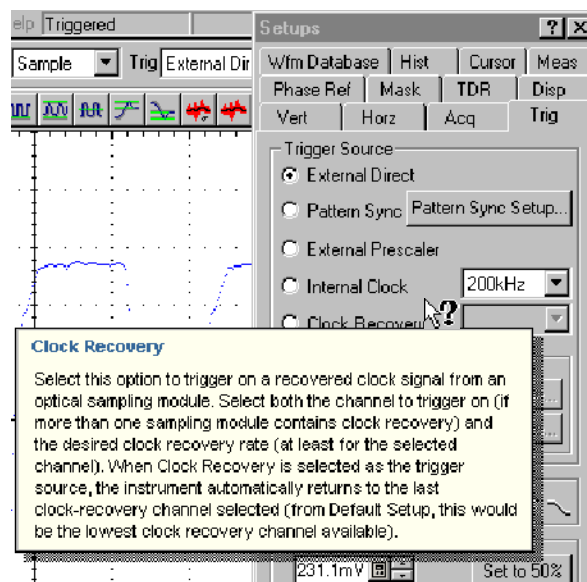 elp Triggered
Setups
Sample Trig External Dir
Wfm Database Hist Cursor Meas
Phase Ref Mask TDR Disp
Vert Horz Acq Trig
Trigger Source
External Direct
Pattern Sync Pattern Sync Setup...
External Prescaler
Internal Clock 200kHz
Clock Recovery
Clock Recovery
Select this option to trigger on a recovered clock signal from an
optical sampling module. Select both the channel to trigger on (if
more than one sampling module contains clock recovery) and
the desired clock recovery rate (at least for the selected
channel). When Clock Recovery is selected as the trigger
source, the instrument automatically returns to the last
clock-recovery channel selected (from Default Setup, this would
be the lowest clock recovery channel available).
231.1mV Set to 50%